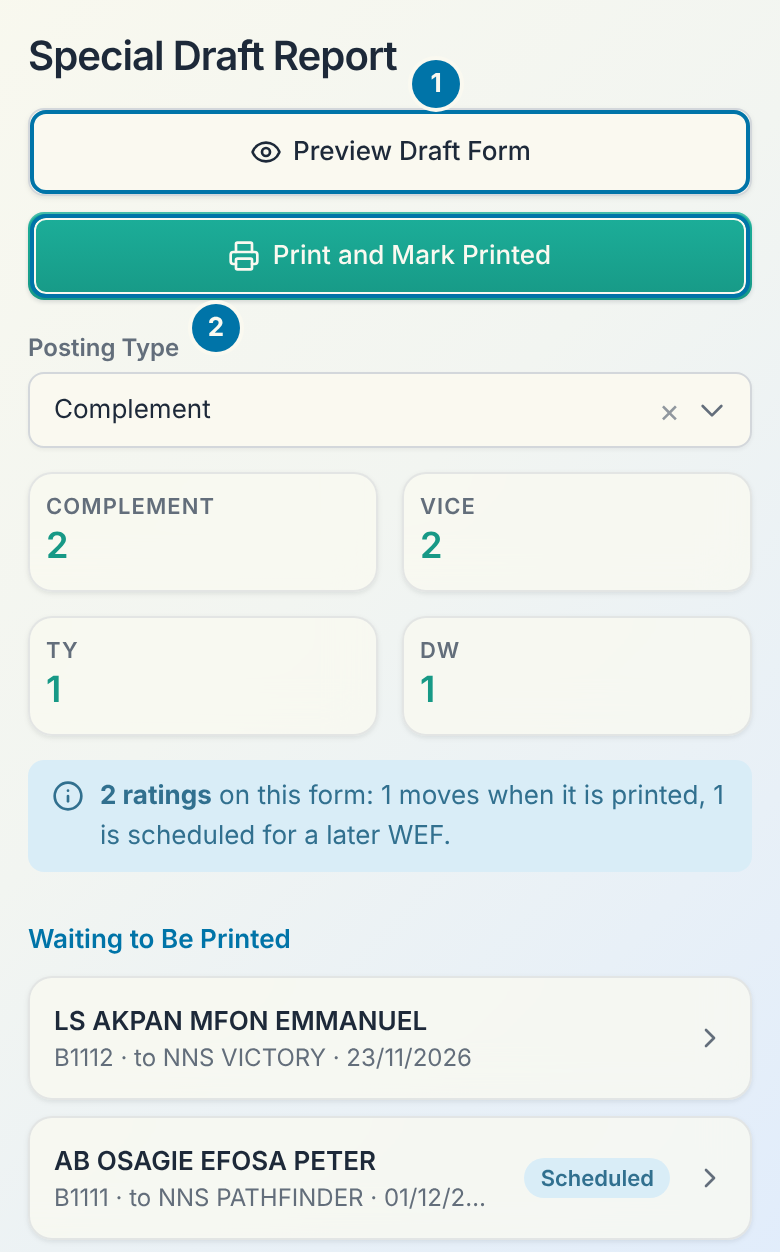 Special Draft Report
1
Preview Draft Form
Print and Mark Printed
2
Posting Type
Complement
COMPLEMENT
2
VICE
2
TY
1
DW
1
2 ratings on this form: 1 moves when it is printed, 1
is scheduled for a later WEF.
Waiting to Be Printed
LS AKPAN MFON EMMANUEL
B1112 · to NNS VICTORY · 23/11/2026
AB OSAGIE EFOSA PETER
B1111 · to NNS PATHFINDER · 01/12/2...
Scheduled